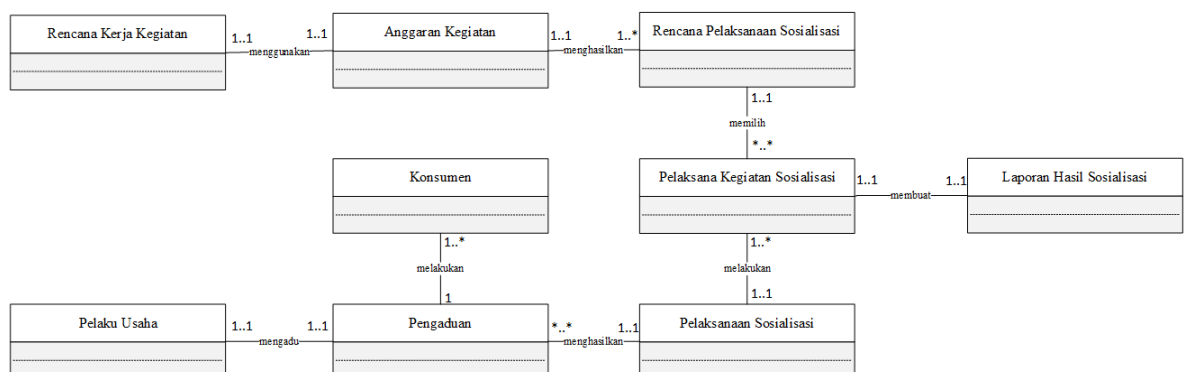 Rencana Kerja Kegiatan
1..1
menggunakan
1..1
Anggaran Kegiatan
1..1
menghasilkan
1..*
Rencana Pelaksanaan Sosialisasi
1..1
memilih
*..*
Konsumen
Pelaksana Kegiatan Sosialisasi
1..1
membuat
1..1
Laporan Hasil Sosialisasi
1..*
melakukan
1
1..*
melakukan
1..1
Pelaku Usaha
1..1
mengadu
1..1
Pengaduan
*..*
menghasilkan
1..1
Pelaksanaan Sosialisasi